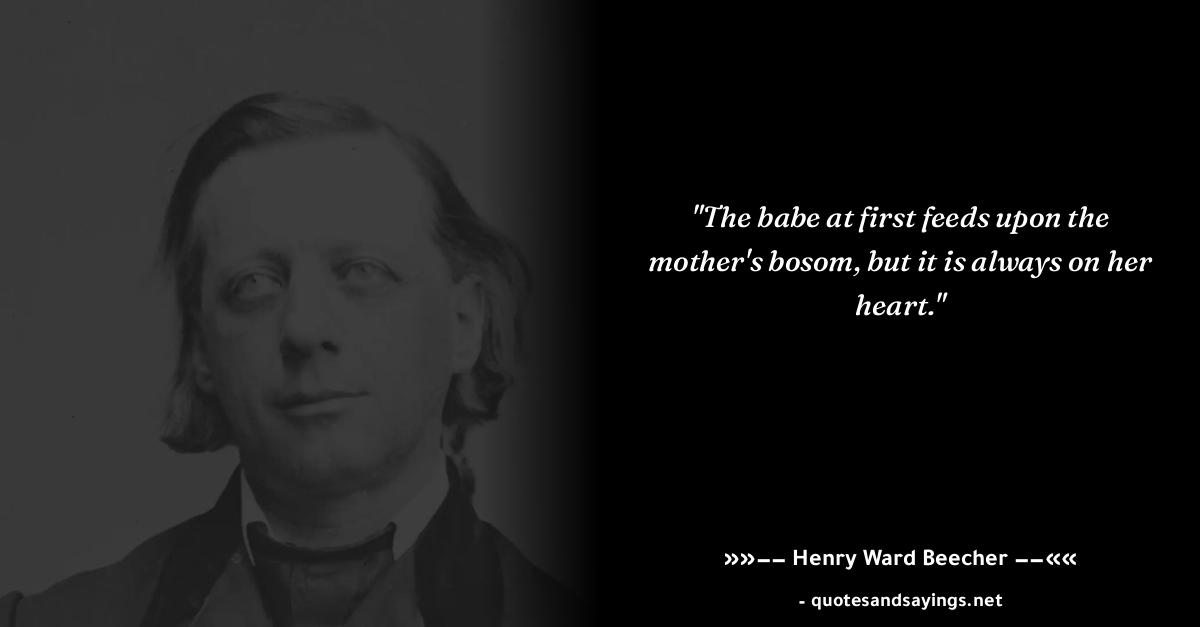 "The babe at first feeds upon the
mother's bosom, but it is always on her
heart."
»»−− Henry Ward Beecher −−««
- quotesandsayings.net